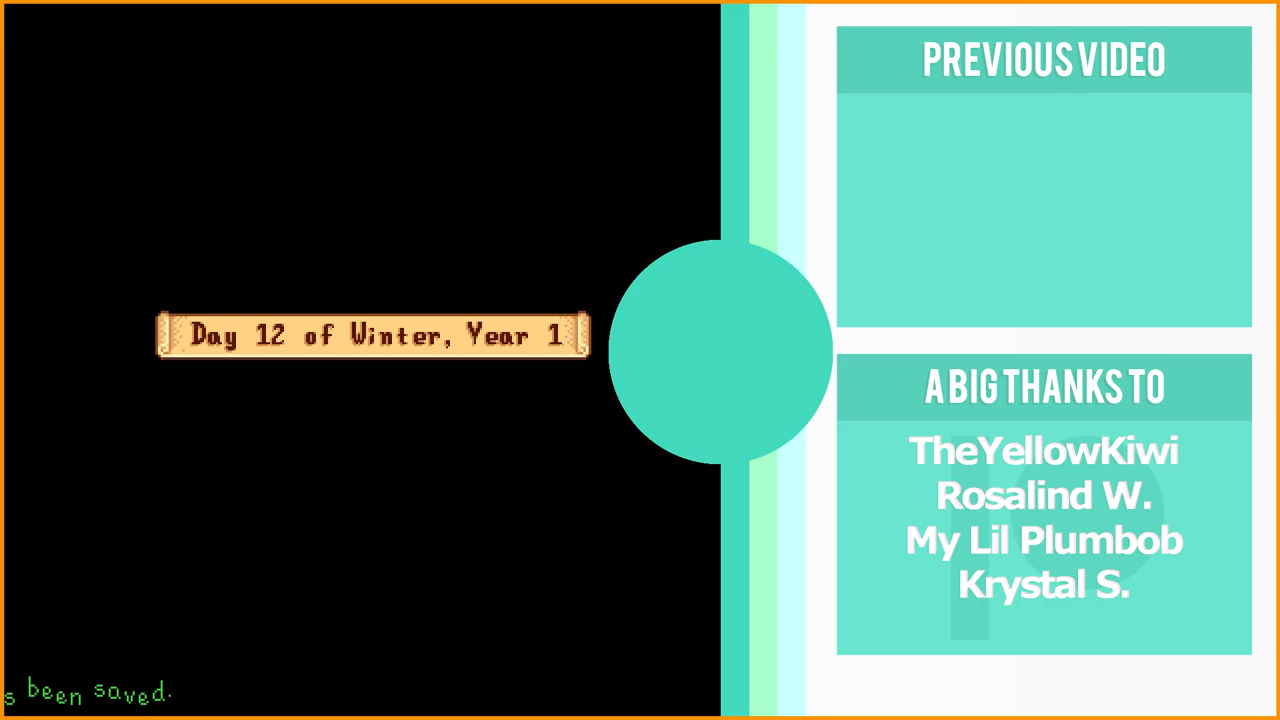 Day 12 of Winter, Year 1
s been saved.
PREVIOUS VIDEO
A BIG THANKS TO
TheYellowKiwi
Rosalind W.
My Lil Plumbob
Krystal S.